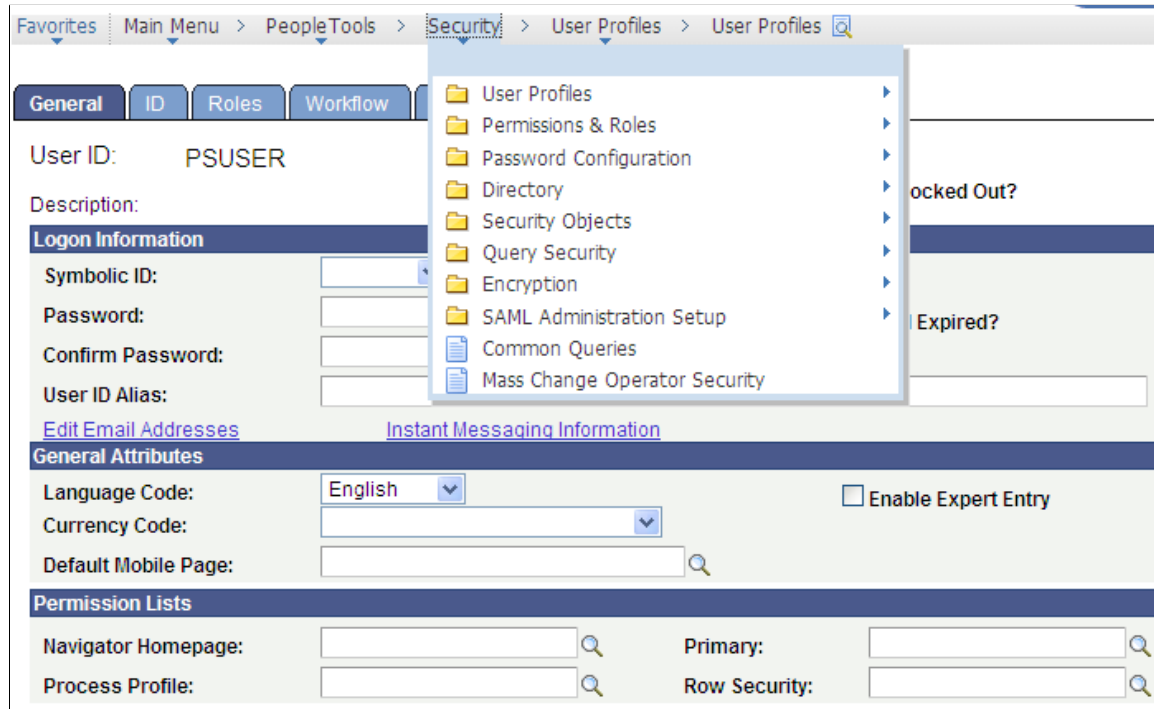 Favorites Main Menu > PeopleTools > Security > User Profiles > User Profiles
User Profiles
Permissions & Roles
Password Configuration
Directory
Security Objects
Query Security
Encryption
SAML Administration Setup
Common Queries
Mass Change Operator Security
General ID Roles Workflow
User ID: PSUSER
ocked Out?
Description:
Logon Information
Symbolic ID:
Password:
Expired?
Confirm Password:
User ID Alias:
Edit Email Addresses Instant Messaging Information
General Attributes
Language Code: English Enable Expert Entry
Currency Code:
Default Mobile Page:
Permission Lists
Navigator Homepage: Primary:
Process Profile: Row Security: